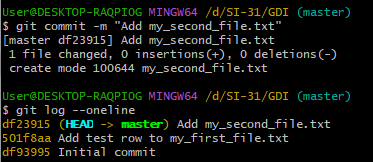 User@DESKTOP-RAQPIOG MINGW64 /d/SI-31/GDI (master)
$ git commit -m "Add my_second_file.txt"
[master df23915] Add my_second_file.txt
 1 file changed, 0 insertions(+), 0 deletions(-)
 create mode 100644 my_second_file.txt

User@DESKTOP-RAQPIOG MINGW64 /d/SI-31/GDI (master)
$ git log --oneline
df23915 (HEAD -> master) Add my_second_file.txt
501f8aa Add test row to my_first_file.txt
df93995 Initial commit